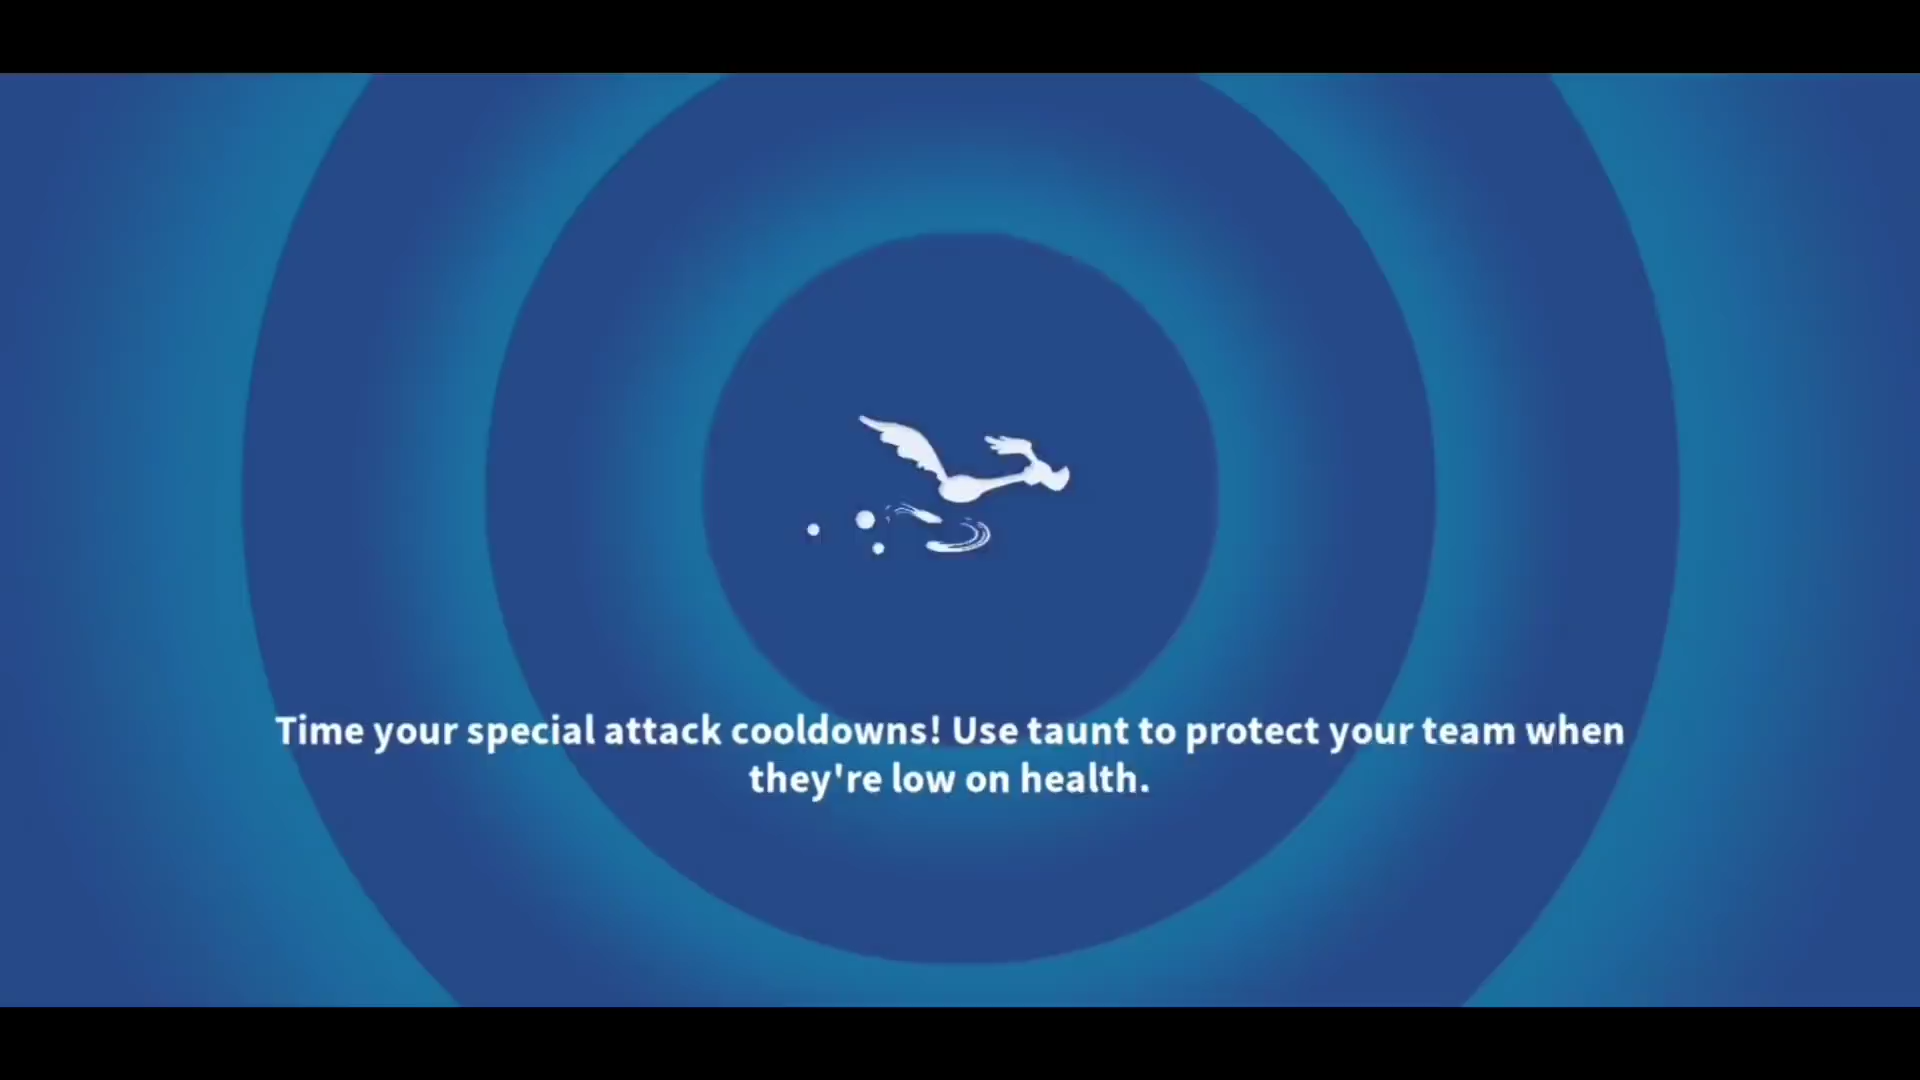 Time your special attack cooldowns! Use taunt to protect your team when
they're low on health.